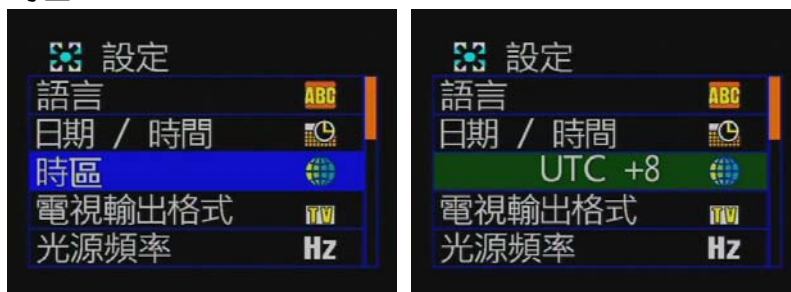 設定
語言 ABC
日期 / 時間
時區
電視輸出格式 TV
光源頻率 Hz
設定
語言 ABC
日期 / 時間
UTC +8
電視輸出格式 TV
光源頻率 Hz